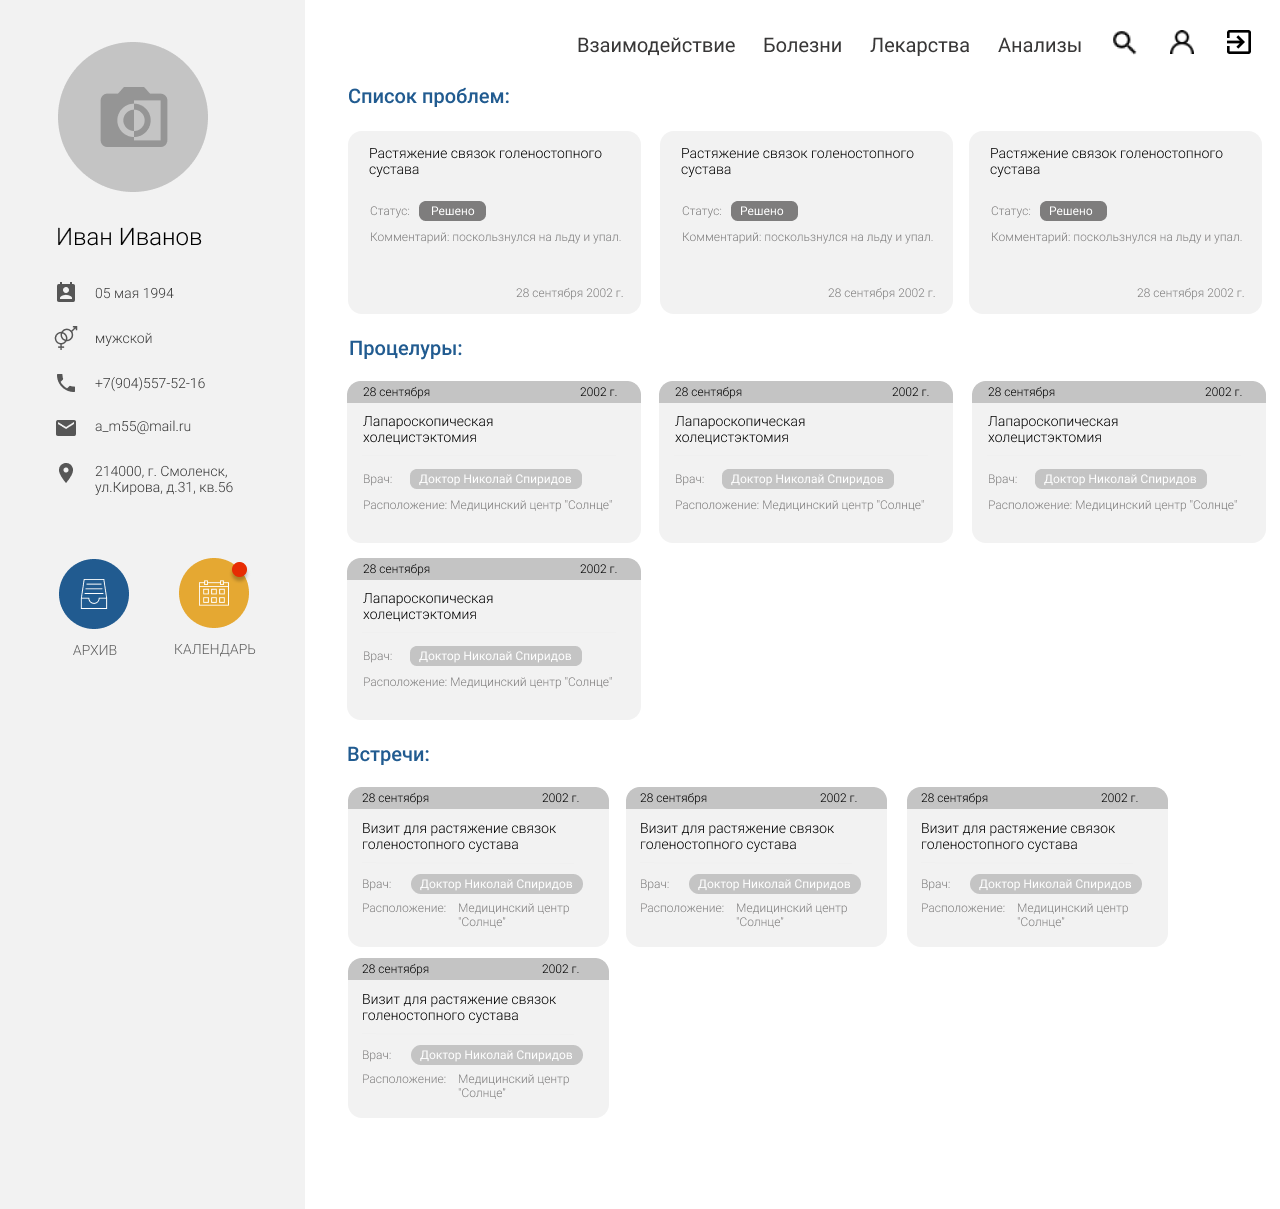 Взаимодействие Болезни Лекарства Анализы
Иван Иванов
05 мая 1994
мужской
+7(904)557-52-16
a_m55@mail.ru
214000, г. Смоленск,
ул.Кирова, д.31, кв.56
АРХИВ
КАЛЕНДАРЬ
Список проблем:
Растяжение связок голеностопного
сустава
Статус: Решено
Комментарий: поскользнулся на льду и упал.
28 сентября 2002 г.
Растяжение связок голеностопного
сустава
Статус: Решено
Комментарий: поскользнулся на льду и упал.
28 сентября 2002 г.
Растяжение связок голеностопного
сустава
Статус: Решено
Комментарий: поскользнулся на льду и упал.
28 сентября 2002 г.
Процелуры:
28 сентября 2002 г.
Лапароскопическая
холецистэктомия
Врач: Доктор Николай Спиридов
Расположение: Медицинский центр "Солнце"
28 сентября 2002 г.
Лапароскопическая
холецистэктомия
Врач: Доктор Николай Спиридов
Расположение: Медицинский центр "Солнце"
28 сентября 2002 г.
Лапароскопическая
холецистэктомия
Врач: Доктор Николай Спиридов
Расположение: Медицинский центр "Солнце"
28 сентября 2002 г.
Лапароскопическая
холецистэктомия
Врач: Доктор Николай Спиридов
Расположение: Медицинский центр "Солнце"
Встречи:
28 сентября 2002 г.
Визит для растяжение связок
голеностопного сустава
Врач: Доктор Николай Спиридов
Расположение: Медицинский центр
"Солнце"
28 сентября 2002 г.
Визит для растяжение связок
голеностопного сустава
Врач: Доктор Николай Спиридов
Расположение: Медицинский центр
"Солнце"
28 сентября 2002 г.
Визит для растяжение связок
голеностопного сустава
Врач: Доктор Николай Спиридов
Расположение: Медицинский центр
"Солнце"
28 сентября 2002 г.
Визит для растяжение связок
голеностопного сустава
Врач: Доктор Николай Спиридов
Расположение: Медицинский центр
"Солнце"